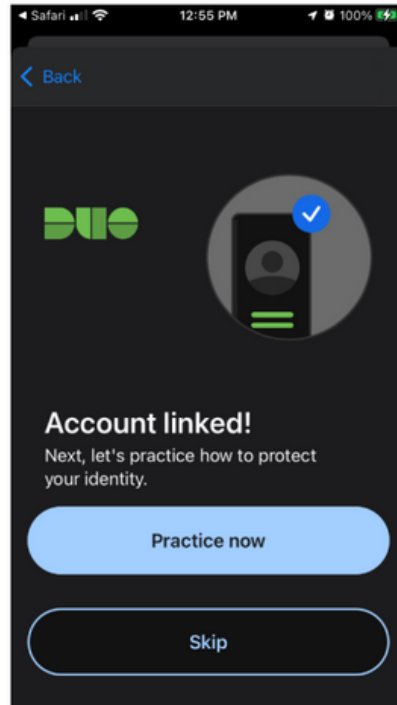 Safari 12:55 PM 100%
Back
DUO
Account linked!
Next, let's practice how to protect
your identity.
Practice now
Skip